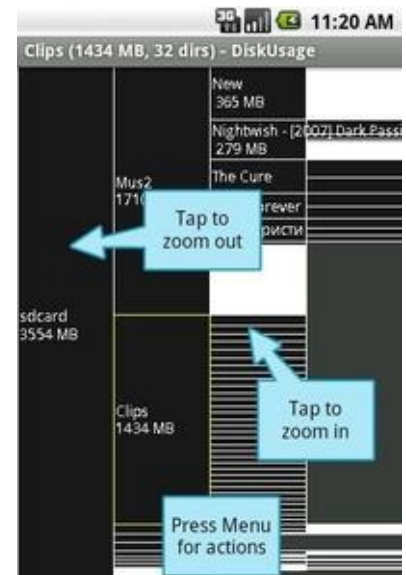 3G
11:20 AM
Clips (1434 MB, 32 dirs) - DiskUsage
New
365 MB
Nightwish - [2007] Dark Passi
279 MB
The Cure
Mus2
Tap to
zoom out
sdcard
3554 MB
Clips
1434 MB
Tap to
zoom in
Press Menu
for actions